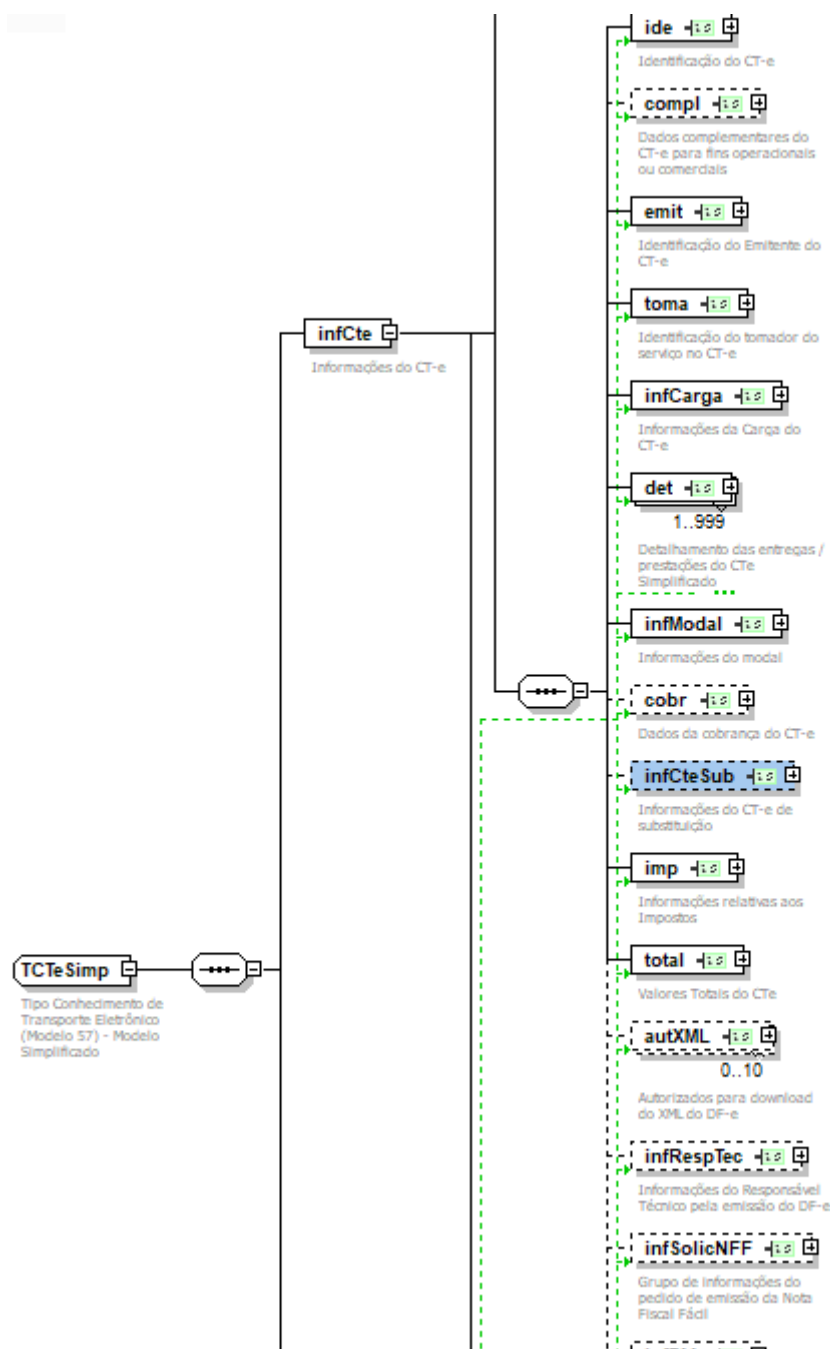 ide
Identificação do CT-e
compl
Dados complementares do
CT-e para fins operacionais
ou comerciais
emit
Identificação do Emitente do
CT-e
toma
Identificação do tomador do
serviço no CT-e
infCte
Informações do CT-e
infCarga
Informações da Carga do
CT-e
det
1..999
Detalhamento das entregas /
prestações do CTe
Simplificado
infModal
Informações do modal
cobr
Dados da cobrança do CT-e
infCteSub
Informações do CT-e de
substituição
imp
Informações relativas aos
Impostos
total
Valores Totais do CTe
TCTeSimp
Tipo Conhecimento de
Transporte Eletrônico
(Modelo 57) - Modelo
Simplificado
autXML
0..10
Autorizados para download
do XML do DF-e
infRespTec
Informações do Responsável
Técnico pela emissão do DF-e
infSolicNFF
Grupo de informações do
pedido de emissão da Nota
Fiscal Fácil